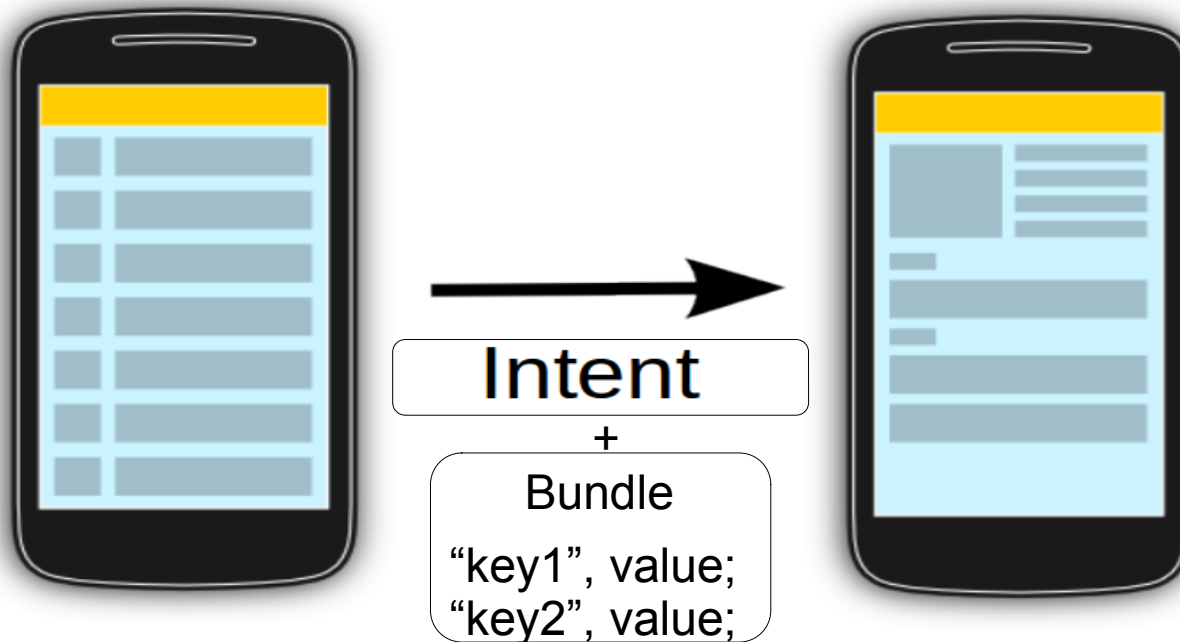 Intent
+
Bundle
“key1”, value;
“key2”, value;